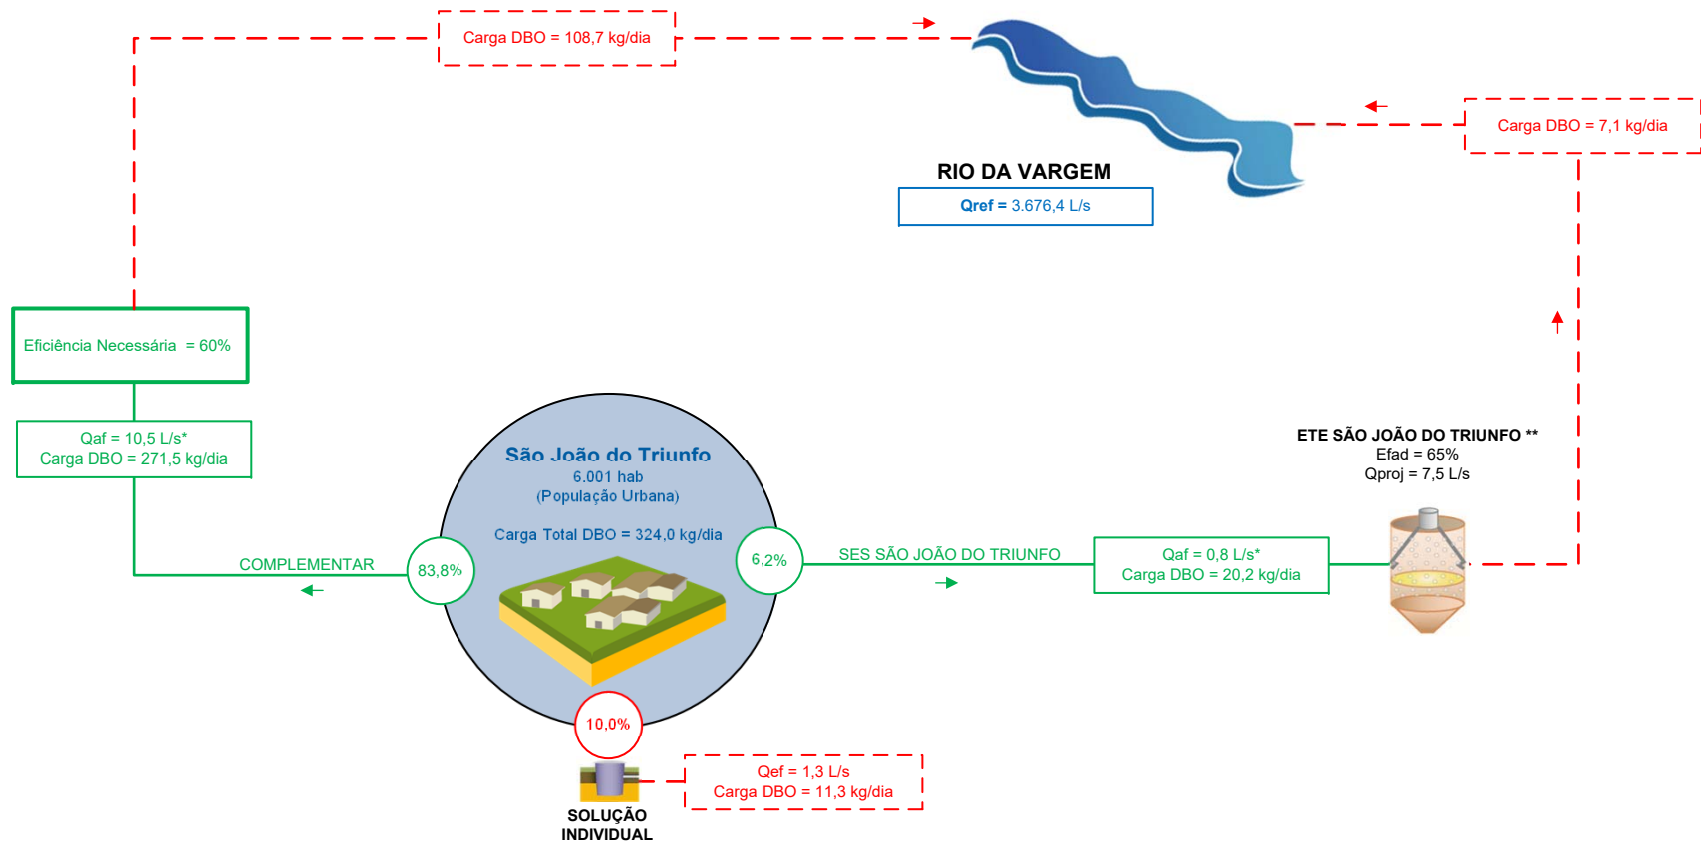 Carga DBO = 108,7 kg/dia
Carga DBO = 7,1 kg/dia
RIO DA VARGEM
Qref = 3.676,4 L/s
Eficiência Necessária = 60%
Qaf = 10,5 L/s*
Carga DBO = 271,5 kg/dia
ETE SÃO JOÃO DO TRIUNFO **
Efad = 65%
Qproj = 7,5 L/s
São João do Triunfo
6.001 hab
(População Urbana)
Carga Total DBO = 324,0 kg/dia
COMPLEMENTAR
83,8%
6,2%
SES SÃO JOÃO DO TRIUNFO
Qaf = 0,8 L/s*
Carga DBO = 20,2 kg/dia
10,0%
Qef = 1,3 L/s
Carga DBO = 11,3 kg/dia
SOLUÇÃO
INDIVIDUAL